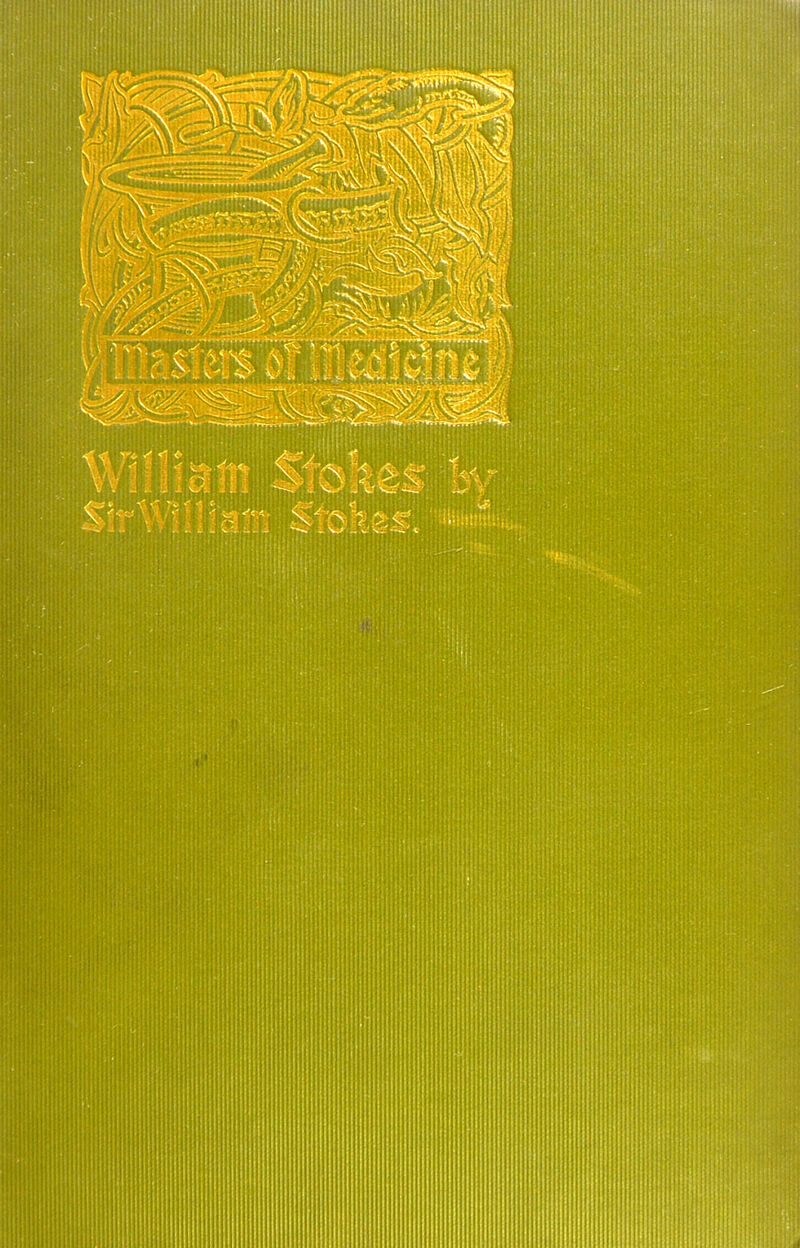 Masters of Medicine
William Stokes by
Sir William Stokes.